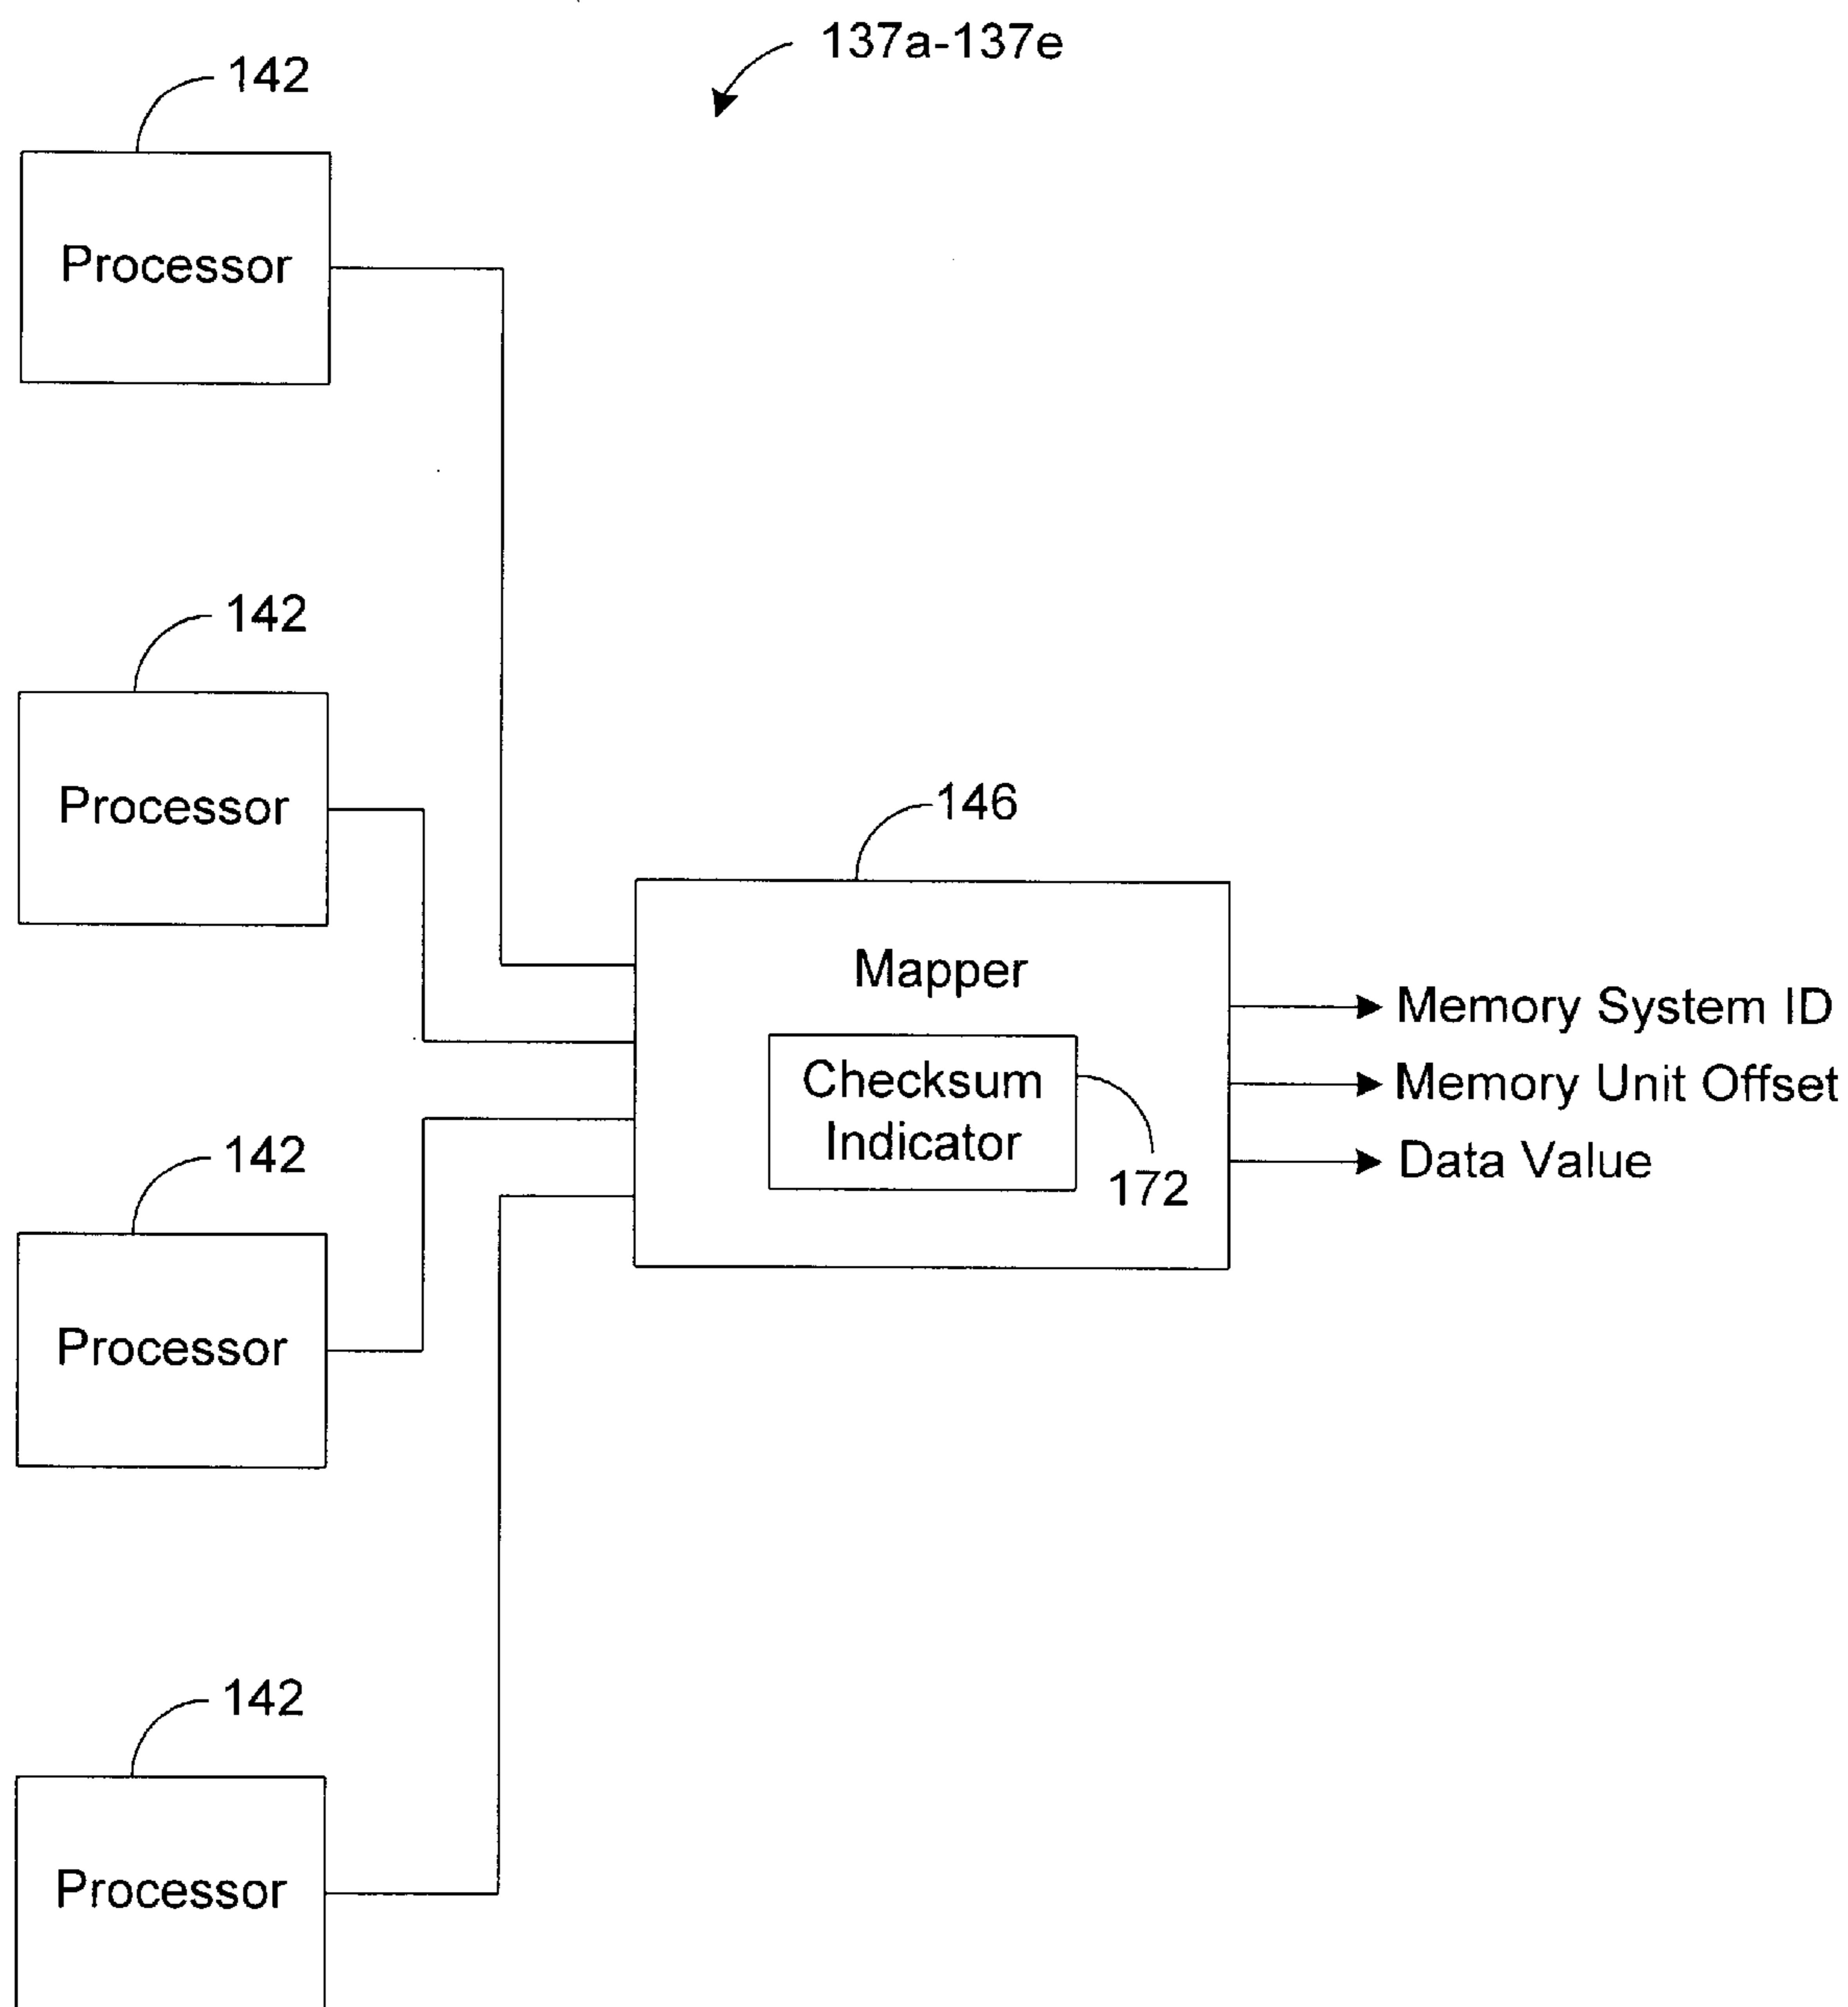 137a-137e
142
Processor
142
Processor
146
Mapper
Checksum
Indicator
172
Memory System ID
Memory Unit Offset
Data Value
142
Processor
142
Processor